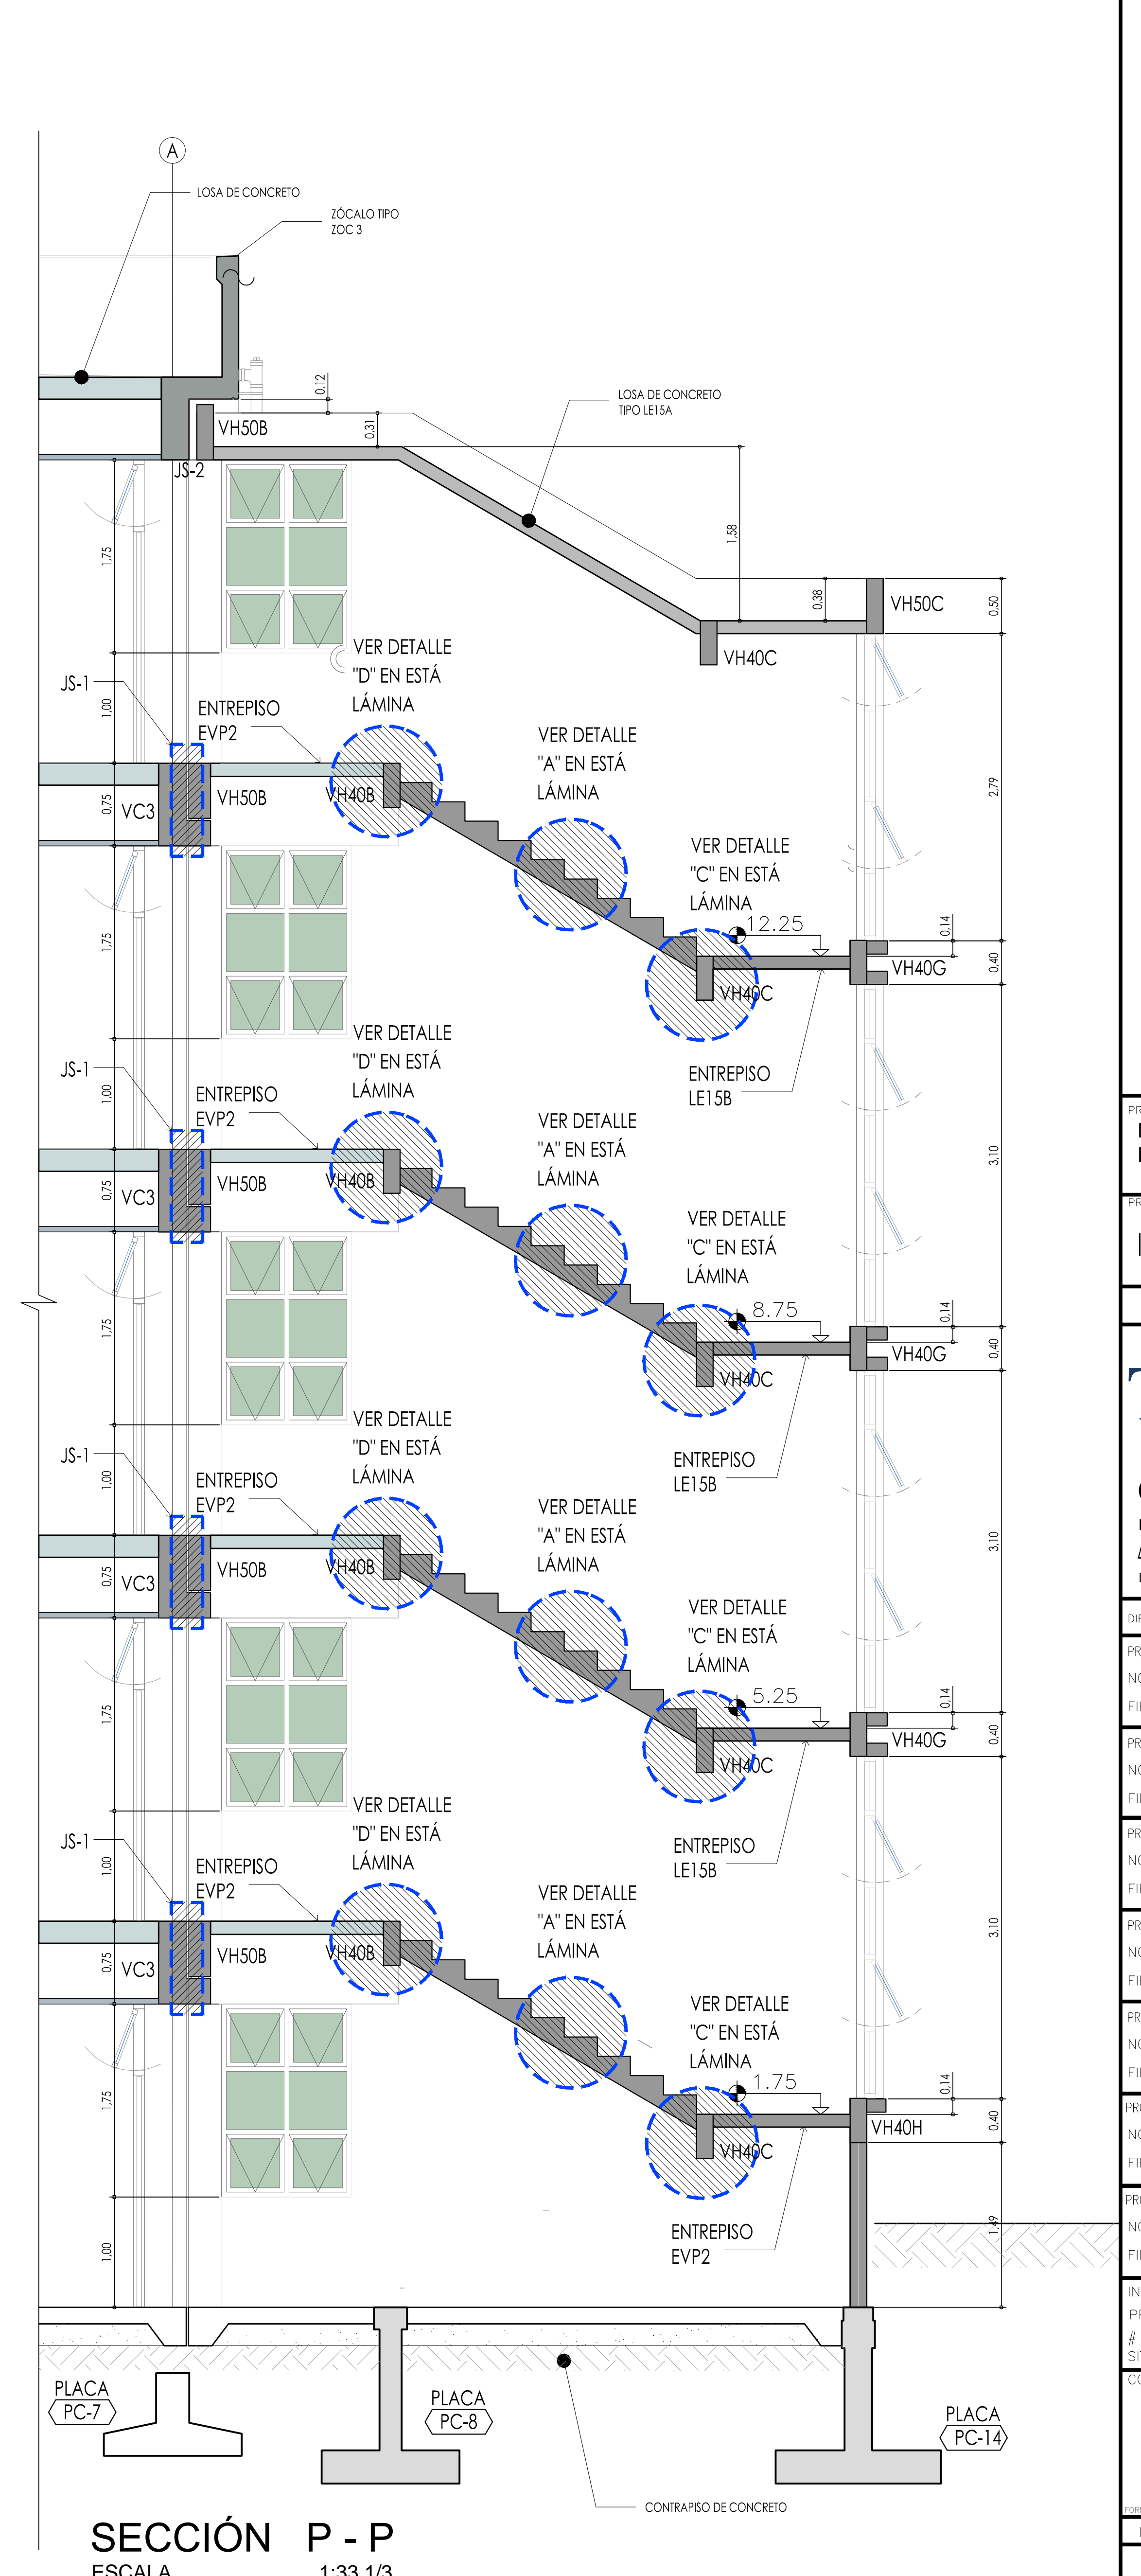 A
LOSA DE CONCRETO
ZÓCALO TIPO
ZOC 3
0,12
LOSA DE CONCRETO
TIPO LE15A
VH50B
0,31
JS-2
1,58
1,75
0,38
VH50C
0,50
VH40C
VER DETALLE
"D" EN ESTÁ
LÁMINA
JS-1
1,00
ENTREPISO
EVP2
VER DETALLE
"A" EN ESTÁ
LÁMINA
2,79
0,75
VC3
VH50B
VH40B
VER DETALLE
"C" EN ESTÁ
LÁMINA
12.25
0,14
1,75
VH40G
0,40
VH40C
VER DETALLE
"D" EN ESTÁ
LÁMINA
JS-1
1,00
ENTREPISO
EVP2
ENTREPISO
LE15B
VER DETALLE
"A" EN ESTÁ
LÁMINA
3,10
0,75
VC3
VH50B
VH40B
VER DETALLE
"C" EN ESTÁ
LÁMINA
8.75
0,14
1,75
VH40G
0,40
VH40C
VER DETALLE
"D" EN ESTÁ
LÁMINA
JS-1
1,00
ENTREPISO
EVP2
ENTREPISO
LE15B
VER DETALLE
"A" EN ESTÁ
LÁMINA
3,10
0,75
VC3
VH50B
VH40B
VER DETALLE
"C" EN ESTÁ
LÁMINA
5.25
0,14
1,75
VH40G
0,40
VH40C
VER DETALLE
"D" EN ESTÁ
LÁMINA
JS-1
1,00
ENTREPISO
EVP2
ENTREPISO
LE15B
VER DETALLE
"A" EN ESTÁ
LÁMINA
3,10
0,75
VC3
VH50B
VH40B
VER DETALLE
"C" EN ESTÁ
LÁMINA
1.75
0,14
1,75
VH40H
0,40
VH40C
ENTREPISO
EVP2
1,49
1,00
PLACA
PC-7
PLACA
PC-8
PLACA
PC-14
CONTRAPISO DE CONCRETO
SECCIÓN P - P
ESCALA 1:33 1/3